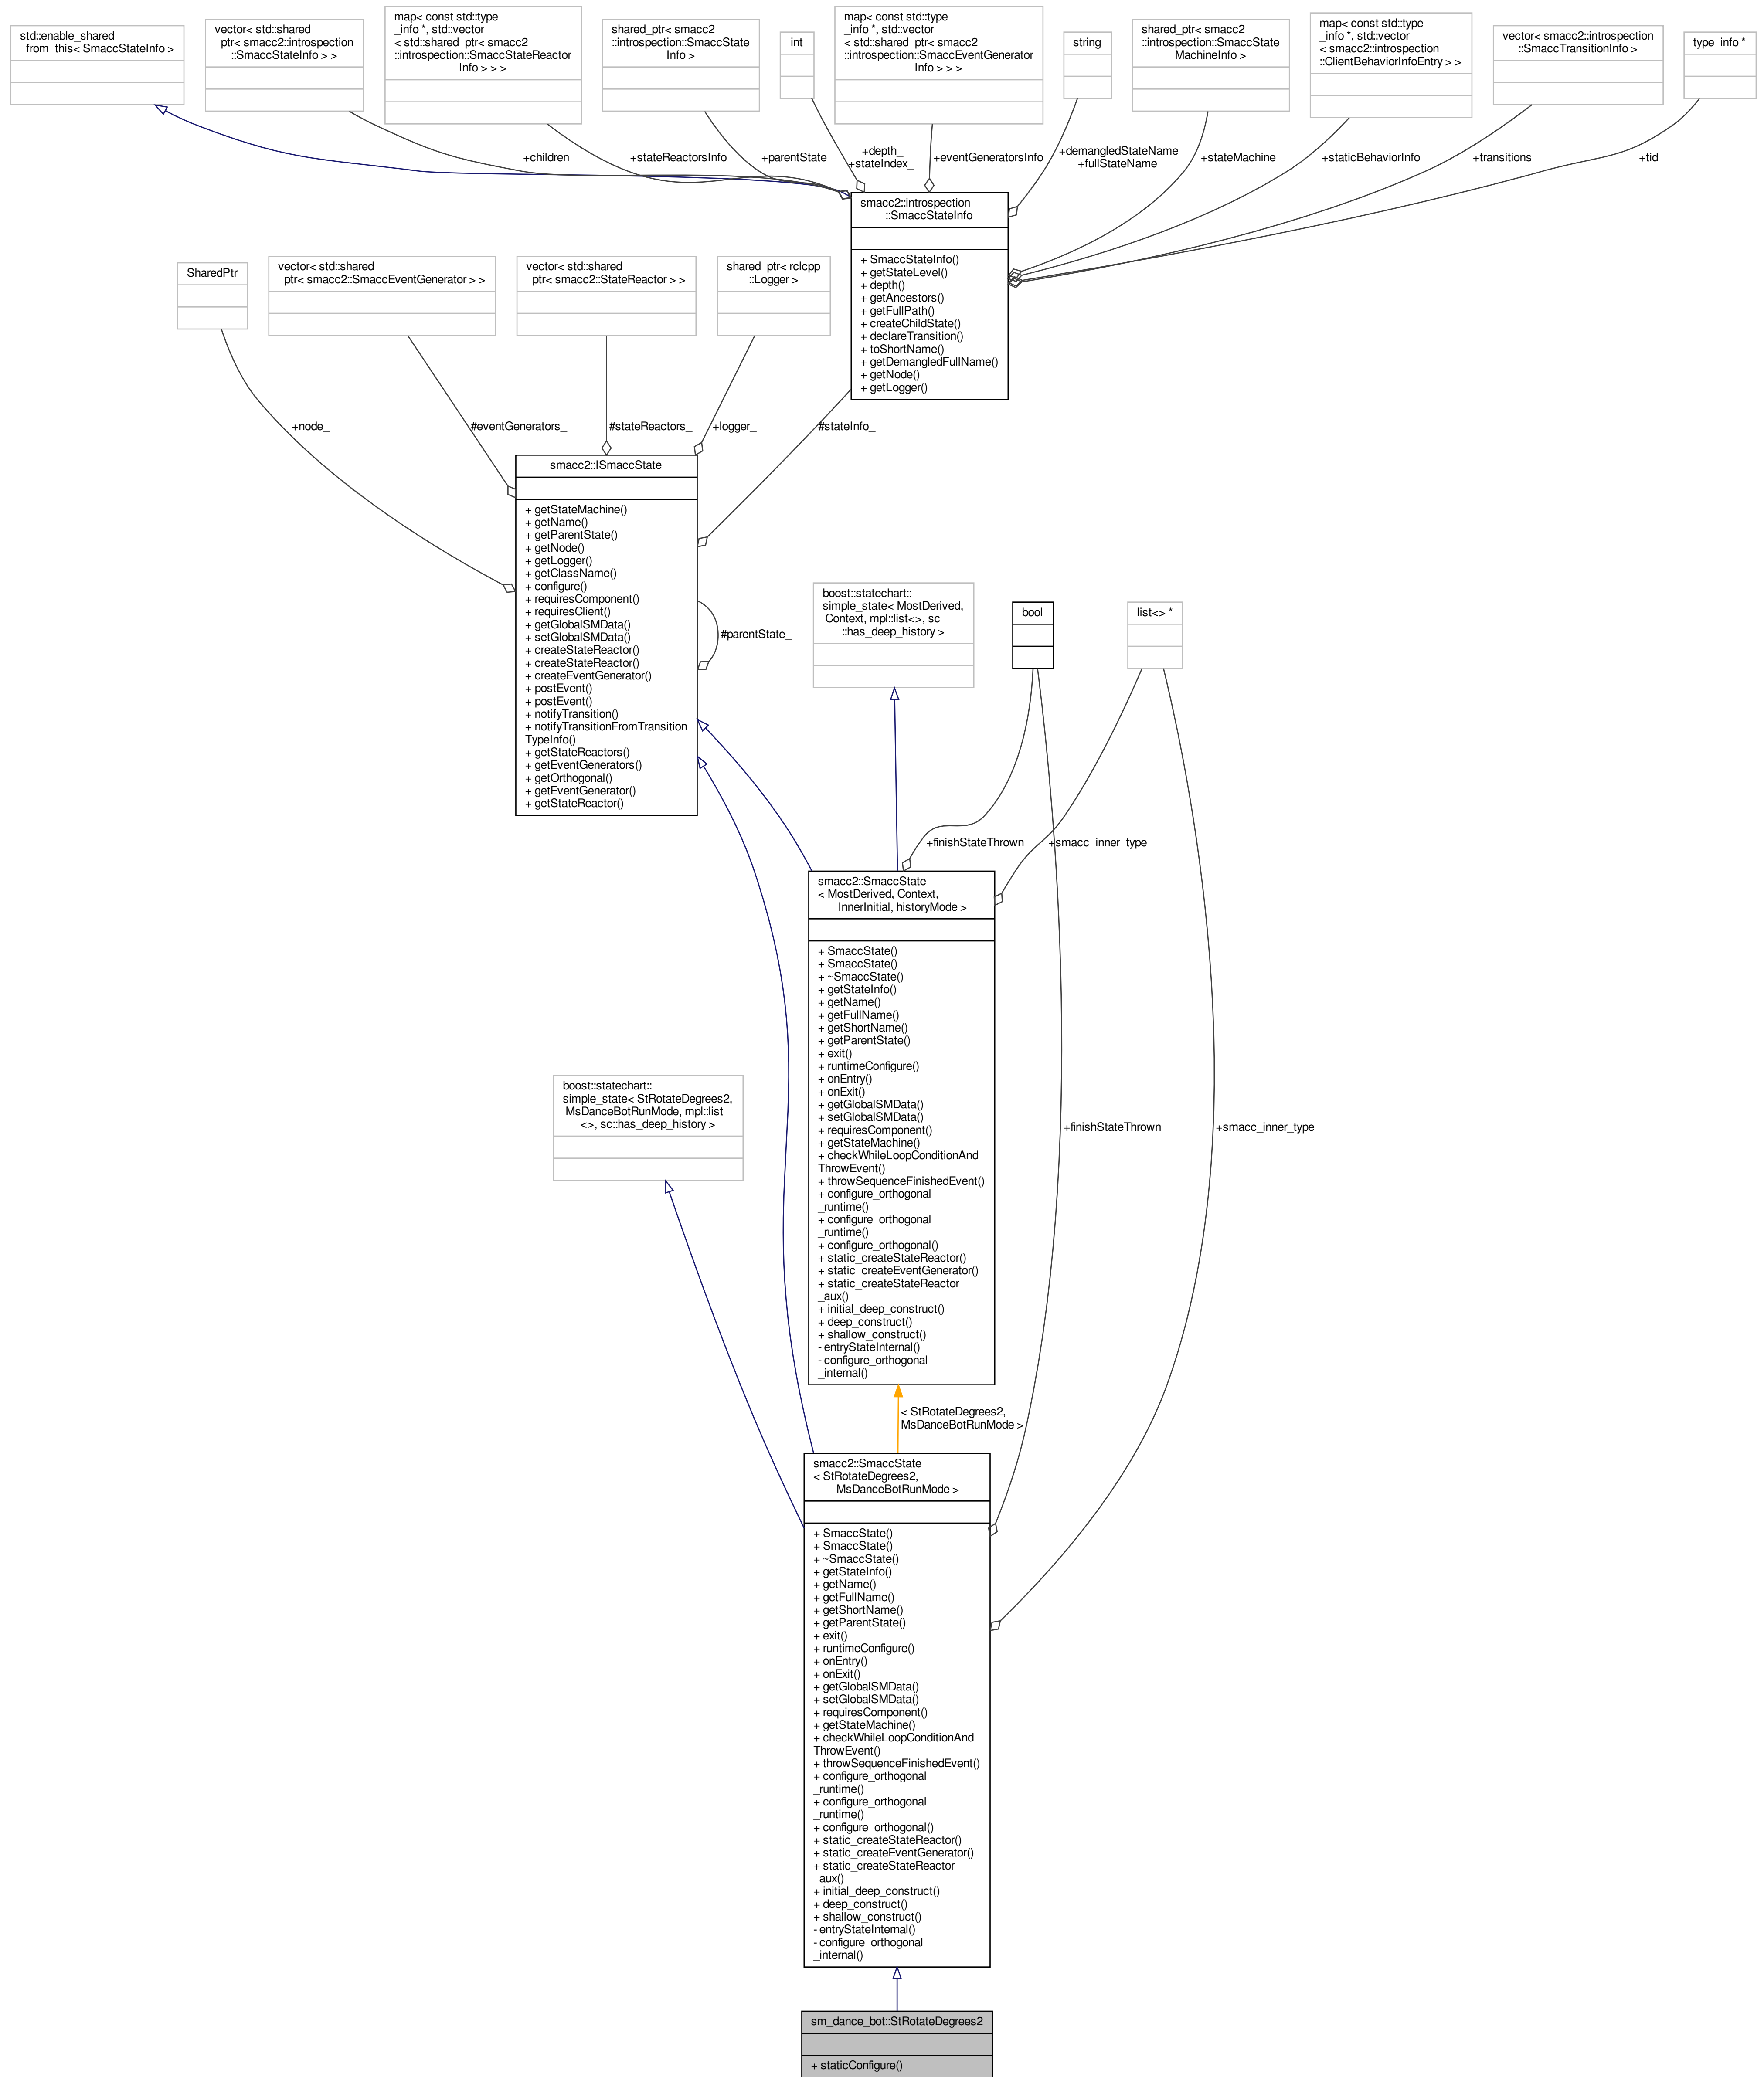 std::enable_shared
_from_this< SmaccStateInfo >
vector< std::shared
_ptr< smacc2::introspection
::SmaccStateInfo > >
map< const std::type
_info *, std::vector
< std::shared_ptr< smacc2
::introspection::SmaccStateReactor
Info > > >
shared_ptr< smacc2
::introspection::SmaccState
Info >
int
map< const std::type
_info *, std::vector
< std::shared_ptr< smacc2
::introspection::SmaccEventGenerator
Info > > >
string
shared_ptr< smacc2
::introspection::SmaccState
MachineInfo >
map< const std::type
_info *, std::vector
< smacc2::introspection
::ClientBehaviorInfoEntry > >
vector< smacc2::introspection
::SmaccTransitionInfo >
type_info *
+children_
+stateReactorsInfo
+parentState_
+depth_
+stateIndex_
+eventGeneratorsInfo
+demangledStateName
+fullStateName
+stateMachine_
+staticBehaviorInfo
+transitions_
+tid_
smacc2::introspection
::SmaccStateInfo
+ SmaccStateInfo()
+ getStateLevel()
+ depth()
+ getAncestors()
+ getFullPath()
+ createChildState()
+ declareTransition()
+ toShortName()
+ getDemangledFullName()
+ getNode()
+ getLogger()
SharedPtr
vector< std::shared
_ptr< smacc2::SmaccEventGenerator > >
vector< std::shared
_ptr< smacc2::StateReactor > >
shared_ptr< rclcpp
::Logger >
+node_
#eventGenerators_
#stateReactors_
+logger_
#stateInfo_
smacc2::ISmaccState
+ getStateMachine()
+ getName()
+ getParentState()
+ getNode()
+ getLogger()
+ getClassName()
+ configure()
+ requiresComponent()
+ requiresClient()
+ getGlobalSMData()
+ setGlobalSMData()
+ createStateReactor()
+ createStateReactor()
+ createEventGenerator()
+ postEvent()
+ postEvent()
+ notifyTransition()
+ notifyTransitionFromTransition
TypeInfo()
+ getStateReactors()
+ getEventGenerators()
+ getOrthogonal()
+ getEventGenerator()
+ getStateReactor()
#parentState_
boost::statechart::
simple_state< MostDerived,
Context, mpl::list<>, sc
::has_deep_history >
bool
list<> *
+finishStateThrown
+smacc_inner_type
smacc2::SmaccState
< MostDerived, Context,
InnerInitial, historyMode >
+ SmaccState()
+ SmaccState()
+ ~SmaccState()
+ getStateInfo()
+ getName()
+ getFullName()
+ getShortName()
+ getParentState()
+ exit()
+ runtimeConfigure()
+ onEntry()
+ onExit()
+ getGlobalSMData()
+ setGlobalSMData()
+ requiresComponent()
+ getStateMachine()
+ checkWhileLoopConditionAnd
ThrowEvent()
+ throwSequenceFinishedEvent()
+ configure_orthogonal
_runtime()
+ configure_orthogonal
_runtime()
+ configure_orthogonal()
+ static_createStateReactor()
+ static_createEventGenerator()
+ static_createStateReactor
_aux()
+ initial_deep_construct()
+ deep_construct()
+ shallow_construct()
- entryStateInternal()
- configure_orthogonal
_internal()
boost::statechart::
simple_state< StRotateDegrees2,
MsDanceBotRunMode, mpl::list
<>, sc::has_deep_history >
+finishStateThrown
+smacc_inner_type
< StRotateDegrees2,
MsDanceBotRunMode >
smacc2::SmaccState
< StRotateDegrees2,
MsDanceBotRunMode >
+ SmaccState()
+ SmaccState()
+ ~SmaccState()
+ getStateInfo()
+ getName()
+ getFullName()
+ getShortName()
+ getParentState()
+ exit()
+ runtimeConfigure()
+ onEntry()
+ onExit()
+ getGlobalSMData()
+ setGlobalSMData()
+ requiresComponent()
+ getStateMachine()
+ checkWhileLoopConditionAnd
ThrowEvent()
+ throwSequenceFinishedEvent()
+ configure_orthogonal
_runtime()
+ configure_orthogonal
_runtime()
+ configure_orthogonal()
+ static_createStateReactor()
+ static_createEventGenerator()
+ static_createStateReactor
_aux()
+ initial_deep_construct()
+ deep_construct()
+ shallow_construct()
- entryStateInternal()
- configure_orthogonal
_internal()
sm_dance_bot::StRotateDegrees2
+ staticConfigure()